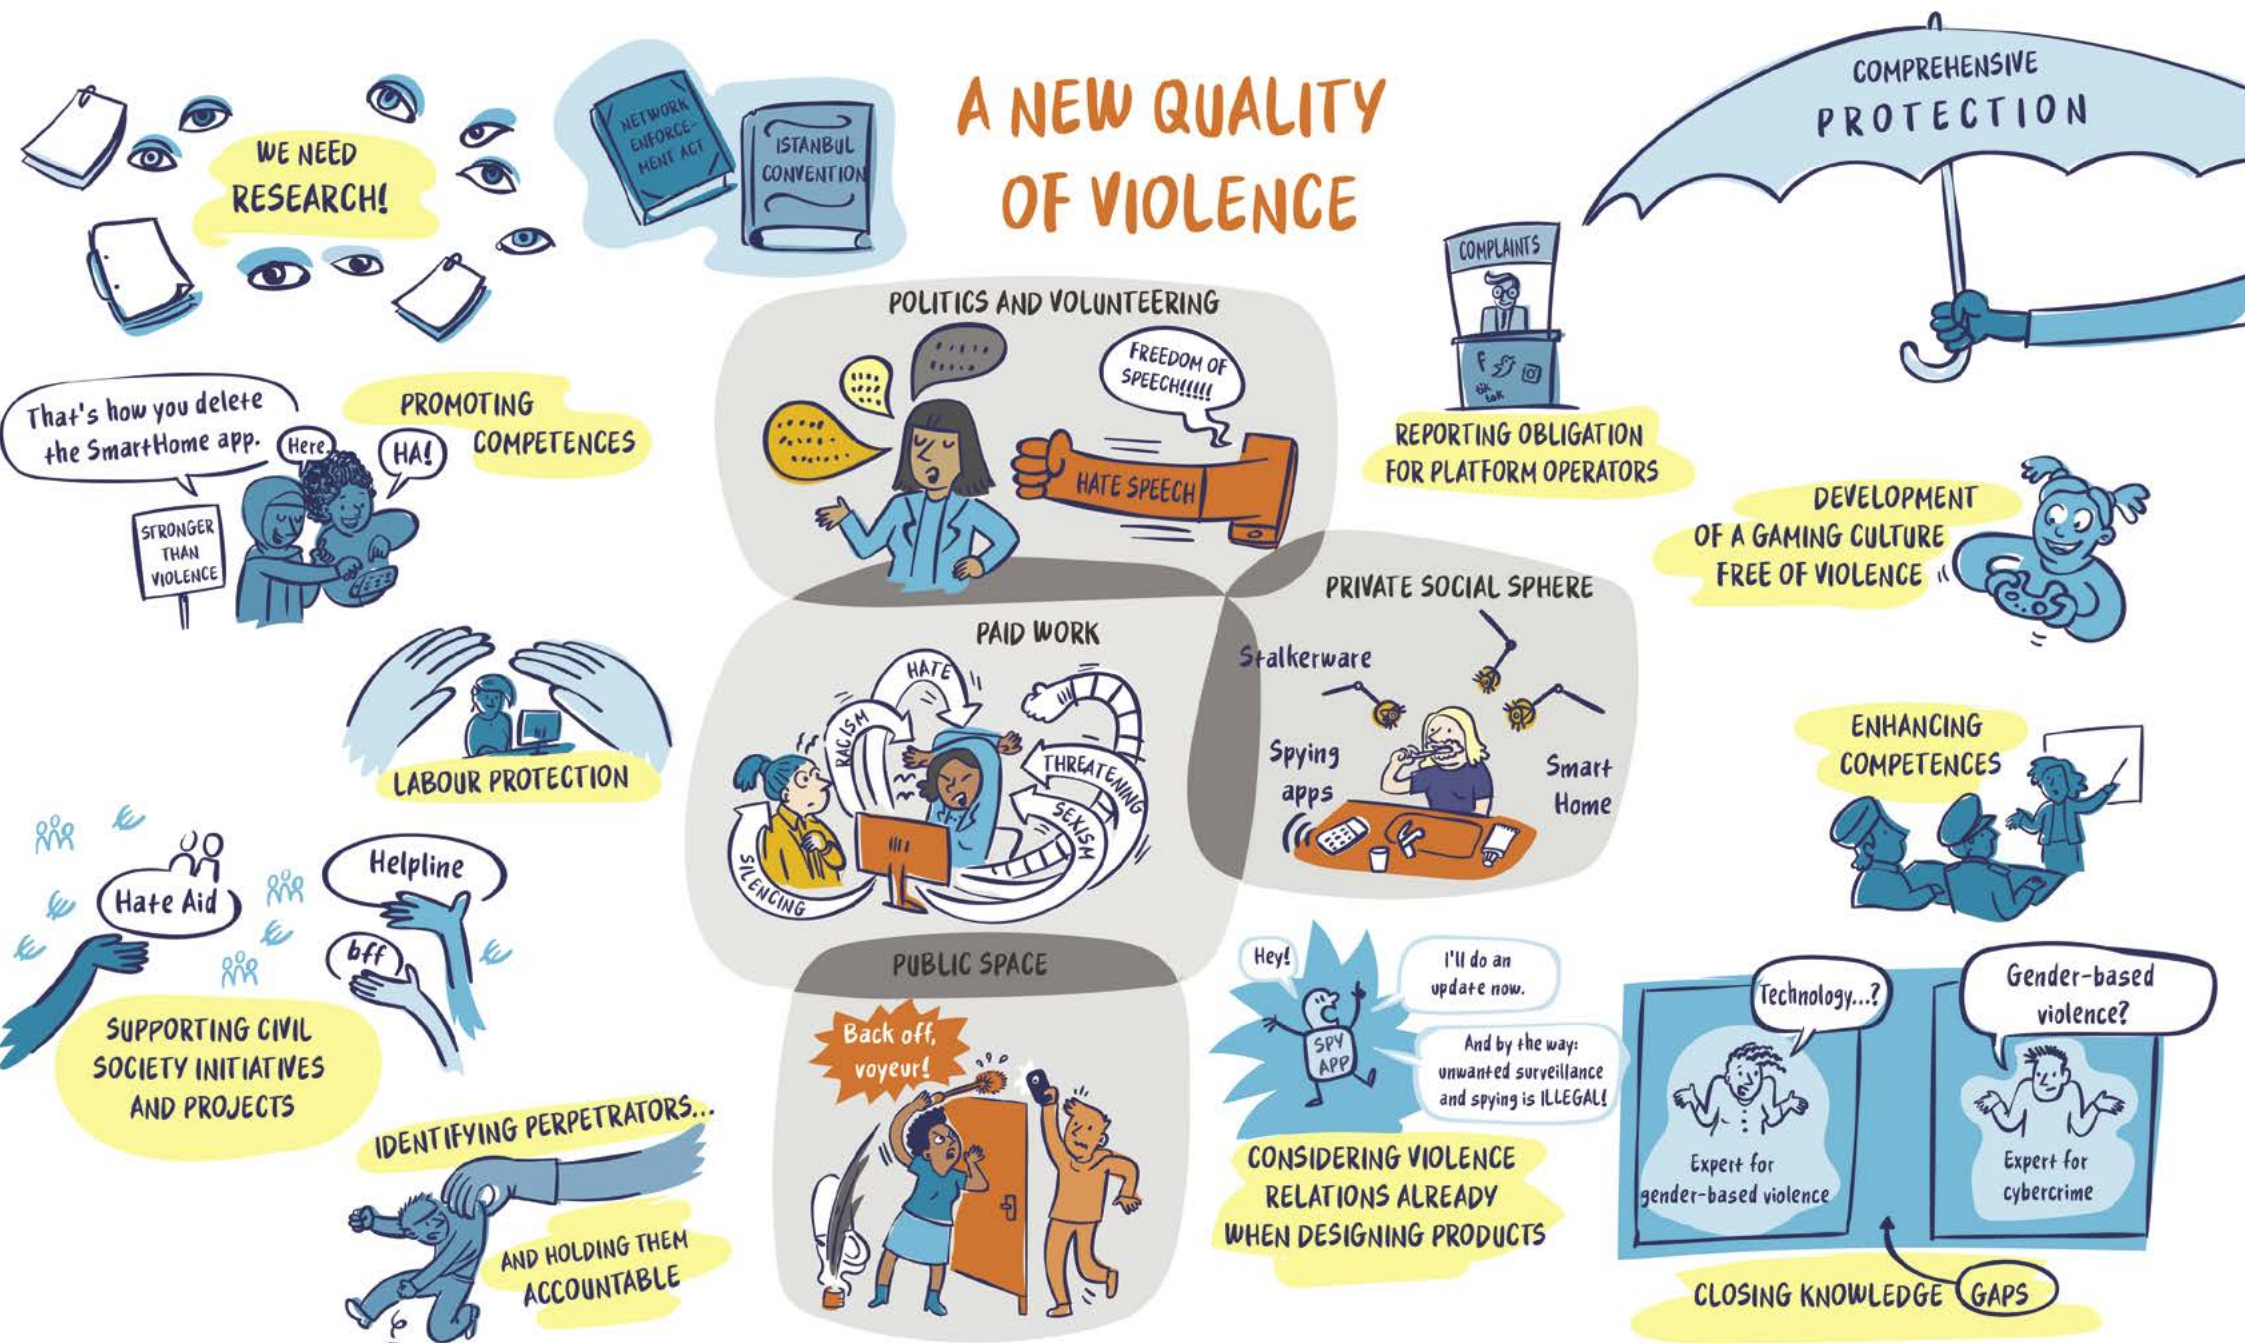 A NEW QUALITY
OF VIOLENCE
WE NEED
RESEARCH!
NETWORK
ENFORCE-
MENT ACT
ISTANBUL
CONVENTION
COMPREHENSIVE
PROTECTION
COMPLAINTS
f
tik
tok
REPORTING OBLIGATION
FOR PLATFORM OPERATORS
POLITICS AND VOLUNTEERING
FREEDOM OF
SPEECH!!!!!
HATE SPEECH
That's how you delete
the SmartHome app.
Here
HA!
PROMOTING
COMPETENCES
STRONGER
THAN
VIOLENCE
DEVELOPMENT
OF A GAMING CULTURE
FREE OF VIOLENCE
PRIVATE SOCIAL SPHERE
Stalkerware
Spying
apps
Smart
Home
PAID WORK
HATE
RACISM
THREATENING
SEXISM
SILENCING
LABOUR PROTECTION
ENHANCING
COMPETENCES
Hate Aid
Helpline
bff
SUPPORTING CIVIL
SOCIETY INITIATIVES
AND PROJECTS
PUBLIC SPACE
Back off,
voyeur!
Hey!
I'll do an
update now.
SPY
APP
And by the way:
unwanted surveillance
and spying is ILLEGAL!
CONSIDERING VIOLENCE
RELATIONS ALREADY
WHEN DESIGNING PRODUCTS
Technology...?
Gender-based
violence?
Expert for
gender-based violence
Expert for
cybercrime
CLOSING KNOWLEDGE GAPS
IDENTIFYING PERPETRATORS...
AND HOLDING THEM
ACCOUNTABLE